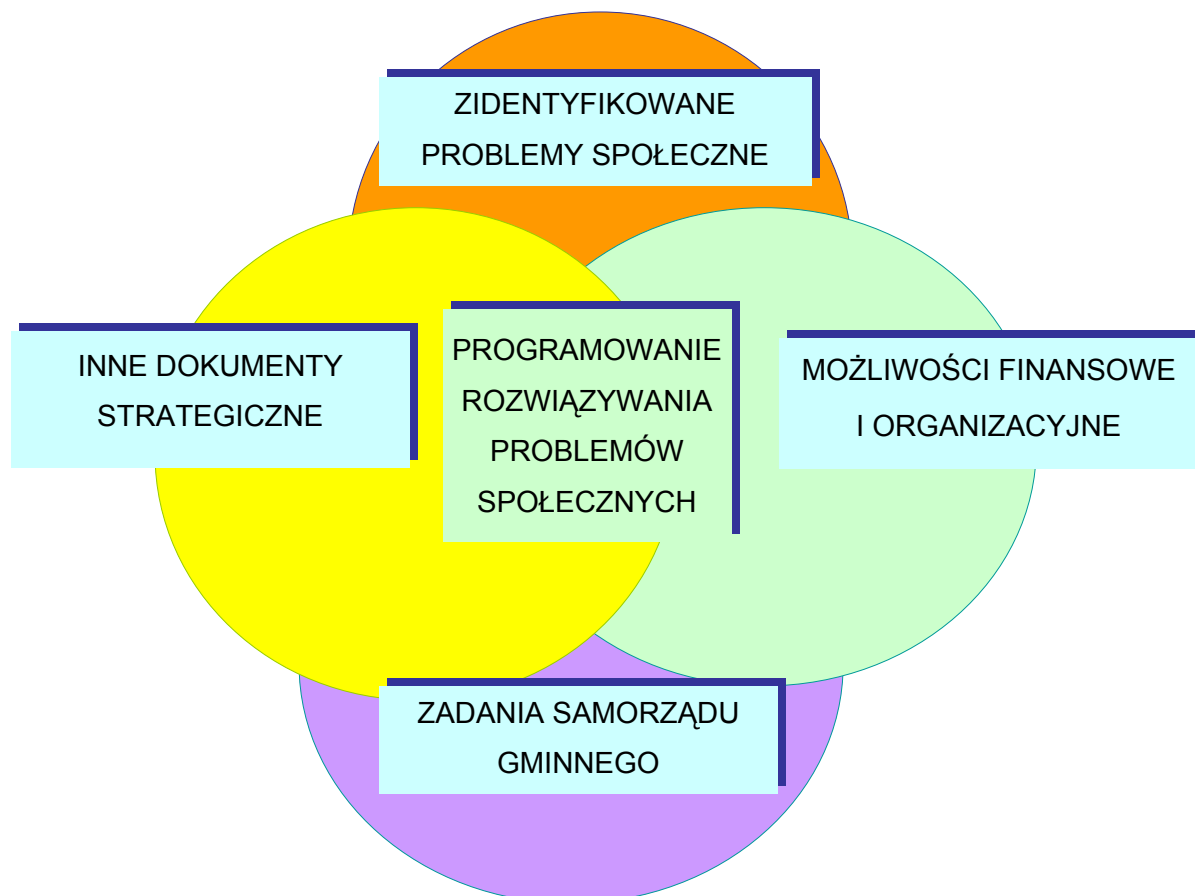 ZIDENTYFIKOWANE
PROBLEMY SPOŁECZNE
INNE DOKUMENTY
STRATEGICZNE
PROGRAMOWANIE
ROZWIĄZYWANIA
PROBLEMÓW
SPOŁECZNYCH
MOŻLIWOŚCI FINANSOWE
I ORGANIZACYJNE
ZADANIA SAMORZĄDU
GMINNEGO